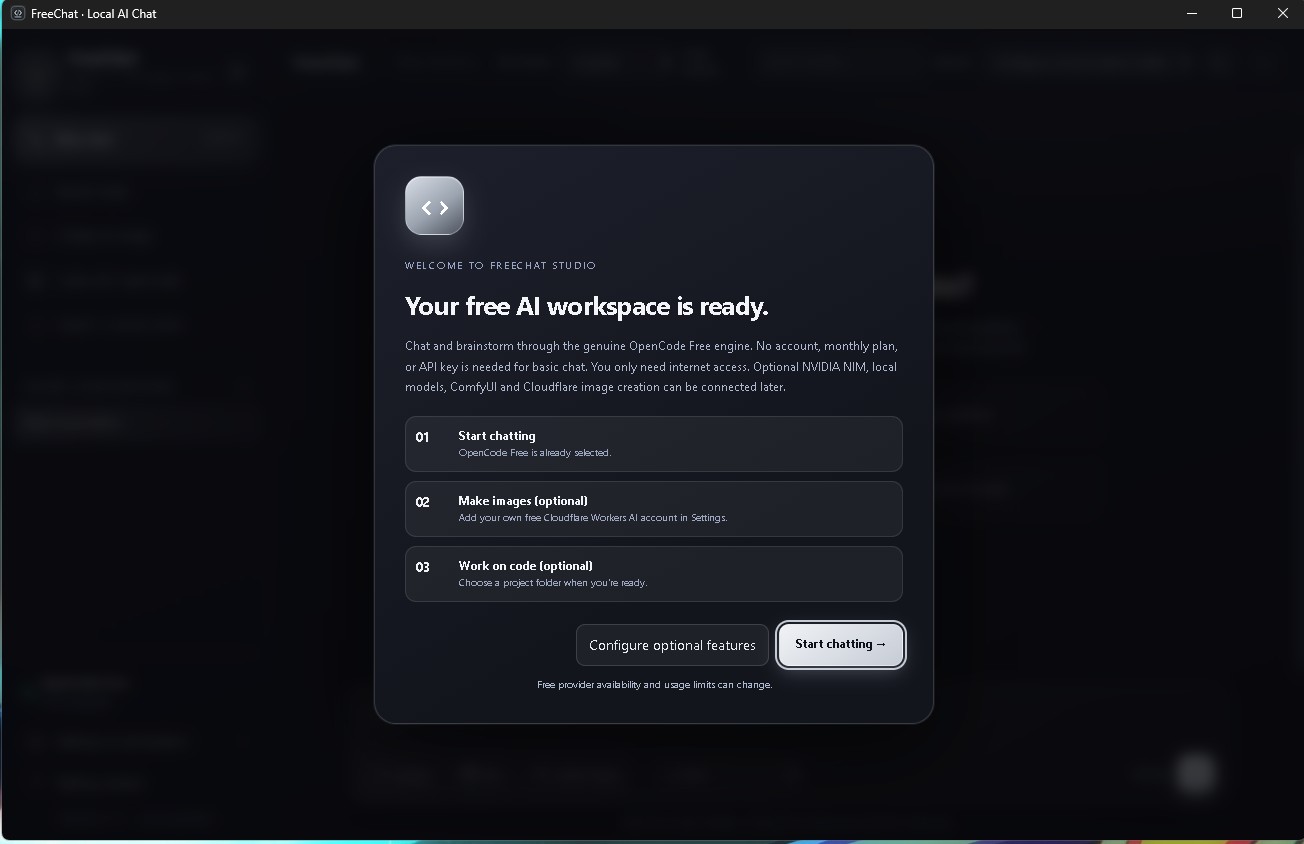 FreeChat · Local AI Chat
WELCOME TO FREECHAT STUDIO
Your free AI workspace is ready.
Chat and brainstorm through the genuine OpenCode Free engine. No account, monthly plan,
or API key is needed for basic chat. You only need internet access. Optional NVIDIA NIM, local
models, ComfyUI and Cloudflare image creation can be connected later.
01 Start chatting
OpenCode Free is already selected.
02 Make images (optional)
Add your own free Cloudflare Workers AI account in Settings.
03 Work on code (optional)
Choose a project folder when you're ready.
Configure optional features
Start chatting →
Free provider availability and usage limits can change.